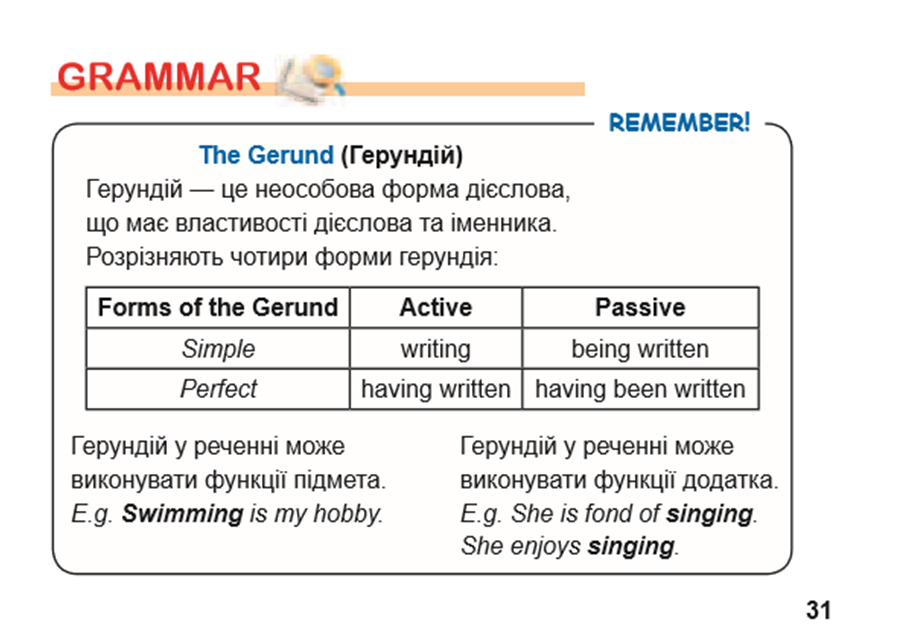 GRAMMAR
REMEMBER!
The Gerund (Герундій)
Герундій — це неособова форма дієслова,
що має властивості дієслова та іменника.
Розрізняють чотири форми герундія:
Forms of the Gerund Active Passive
Simple writing being written
Perfect having written having been written
Герундій у реченні може
виконувати функції підмета.
E.g. Swimming is my hobby.
Герундій у реченні може
виконувати функції додатка.
E.g. She is fond of singing.
She enjoys singing.
31